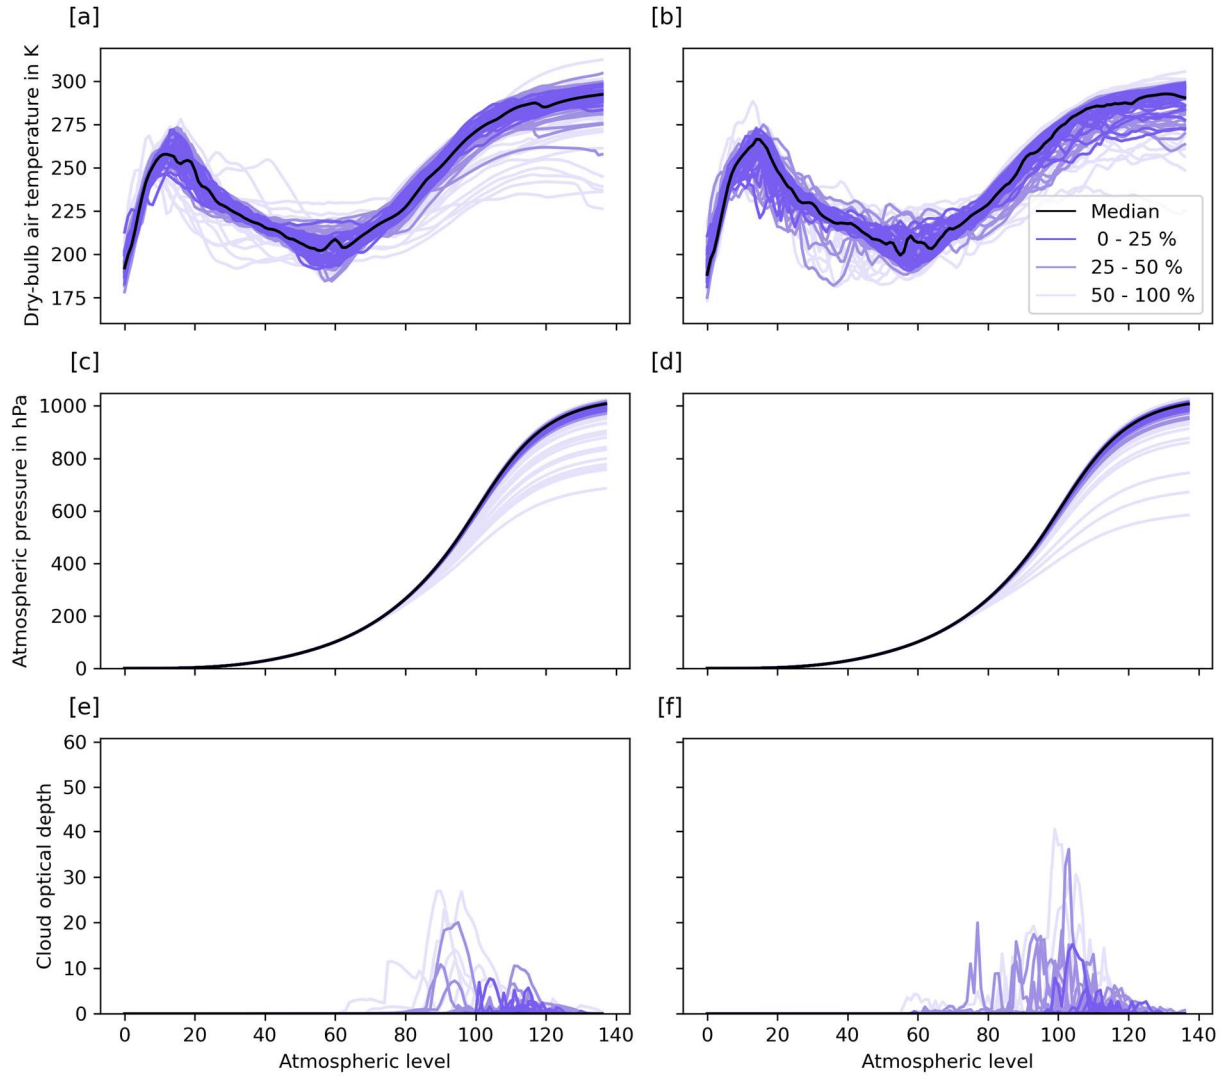 [a]
[b]
Dry-bulb air temperature in K
300
275
250
225
200
175
Median
0 - 25 %
25 - 50 %
50 - 100 %
[c]
[d]
Atmospheric pressure in hPa
1000
800
600
400
200
0
[e]
[f]
Cloud optical depth
60
50
40
30
20
10
0
0 20 40 60 80 100 120 140
0 20 40 60 80 100 120 140
Atmospheric level
Atmospheric level